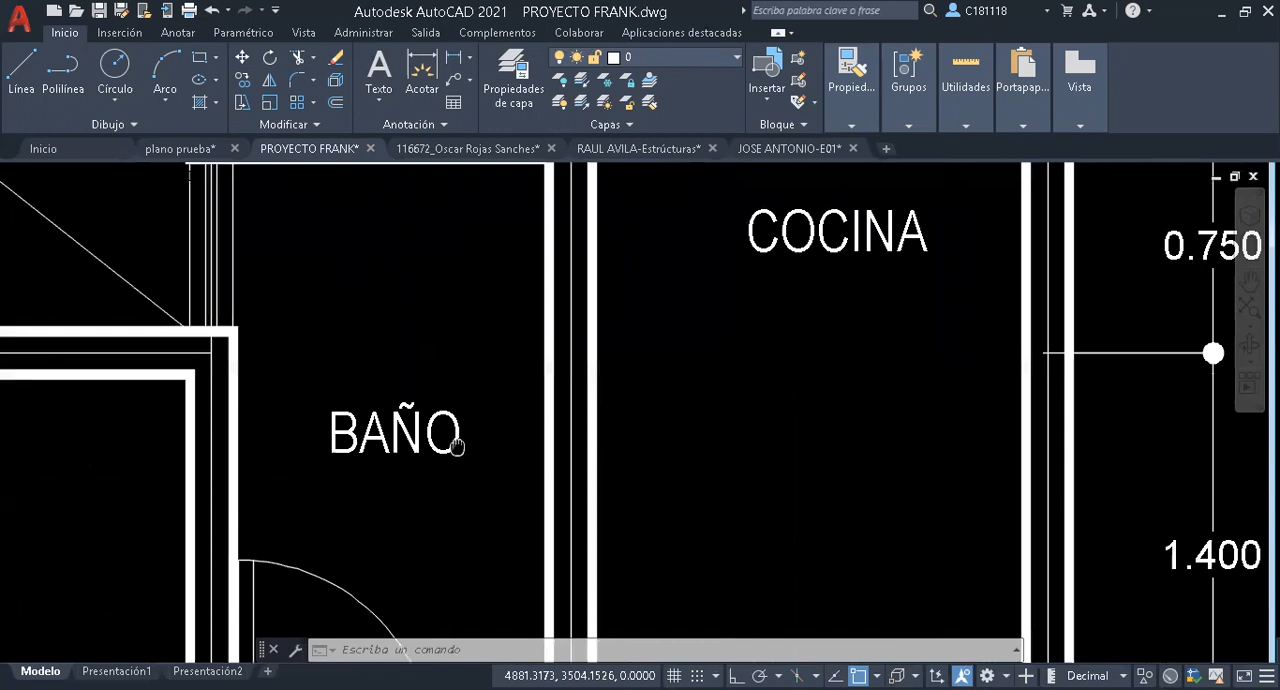 Autodesk AutoCAD 2021 PROYECTO FRANK.dwg
Escriba palabra clave o frase
C181118
Inicio Inserción Anotar Paramétrico Vista Administrar Salida Complementos Colaborar Aplicaciones destacadas
0
Línea Polilínea Círculo Arco
Texto Acotar
Propiedades de capa
Insertar
Propied... Grupos Utilidades Portapap... Vista
Dibujo Modificar Anotación Capas Bloque
Inicio plano prueba* PROYECTO FRANK* 116672_Oscar Rojas Sanches* RAUL AVILA-Estrúcturas* JOSE ANTONIO-E01*
COCINA
0.750
BAÑO
1.400
Escriba un comando
Modelo Presentación1 Presentación2
4881.3173, 3504.1526, 0.0000
Decimal